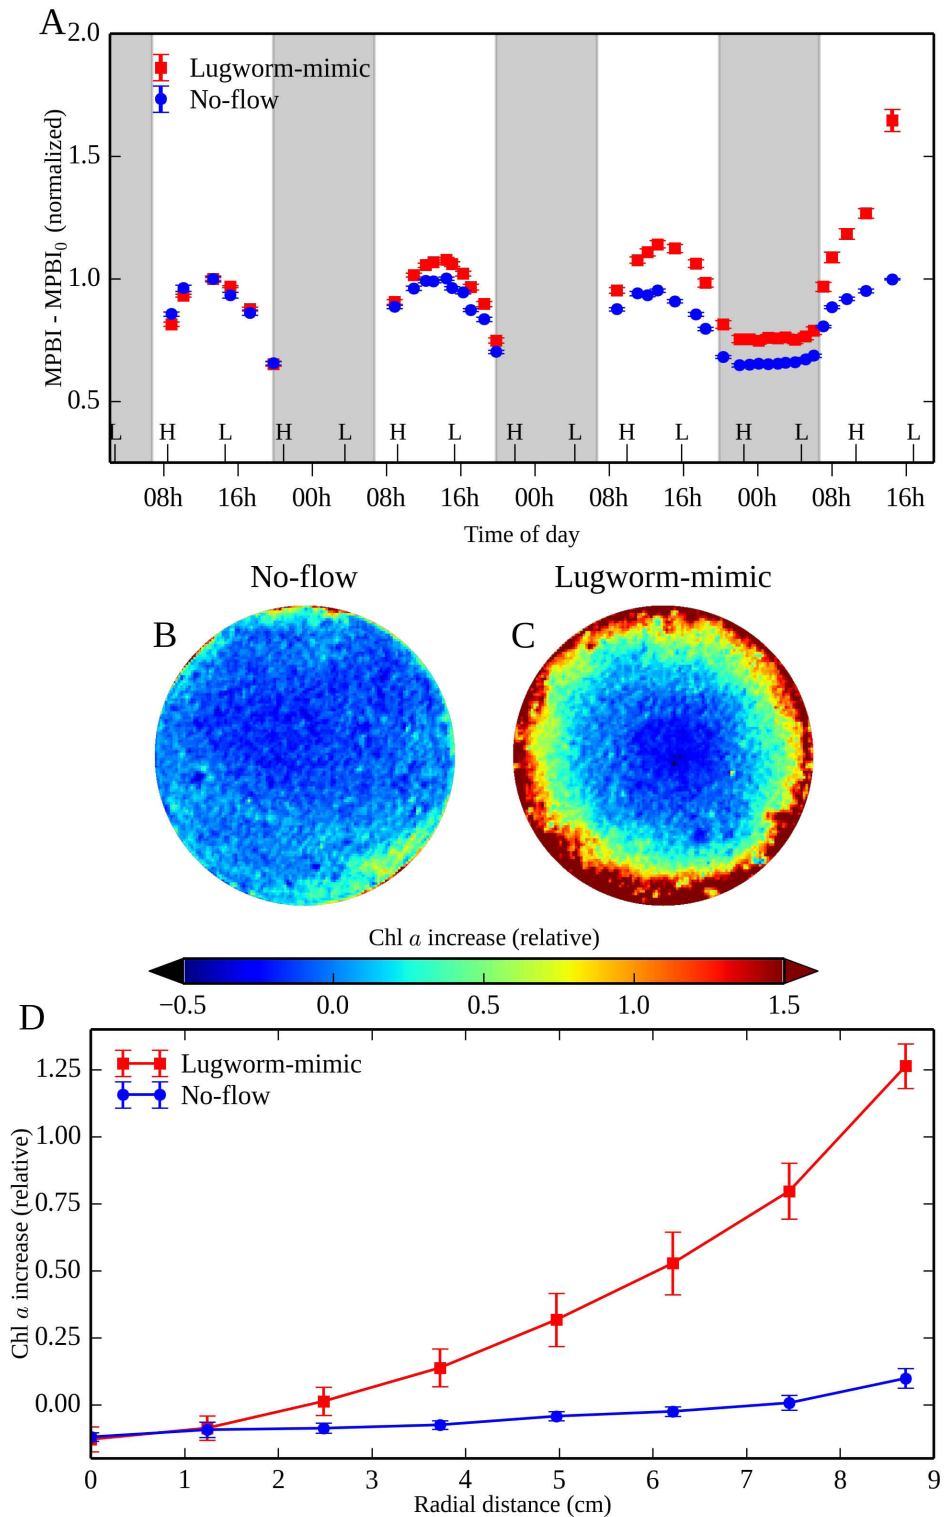 A
2.0
1.5
1.0
0.5
MPBI - MPBI0 (normalized)
Lugworm-mimic
No-flow
L H L H L H L H L H L H L H L
08h 16h 00h 08h 16h 00h 08h 16h 00h 08h 16h
Time of day
No-flow Lugworm-mimic
B C
Chl a increase (relative)
−0.5 0.0 0.5 1.0 1.5
D
1.25
1.00
0.75
0.50
0.25
0.00
Chl a increase (relative)
Lugworm-mimic
No-flow
0 1 2 3 4 5 6 7 8 9
Radial distance (cm)